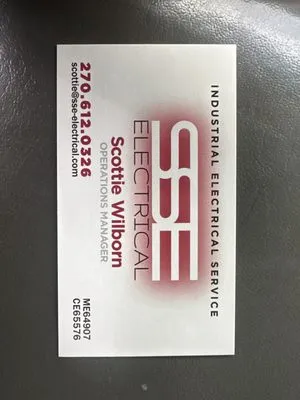 INDUSTRIAL ELECTRICAL SERVICE
SSE
ELECTRICAL
Scottie Wilborn
OPERATIONS MANAGER
270.612.0326
scottie@sse-electrical.com
ME64907
CE65576